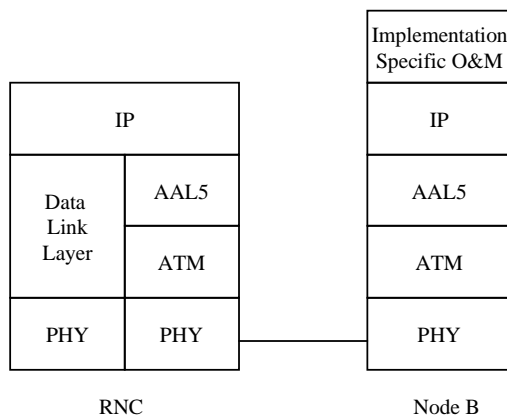 Implementation
Specific O&M
IP
IP
Data
Link
Layer
AAL5
AAL5
ATM
ATM
PHY
PHY
PHY
RNC
Node B